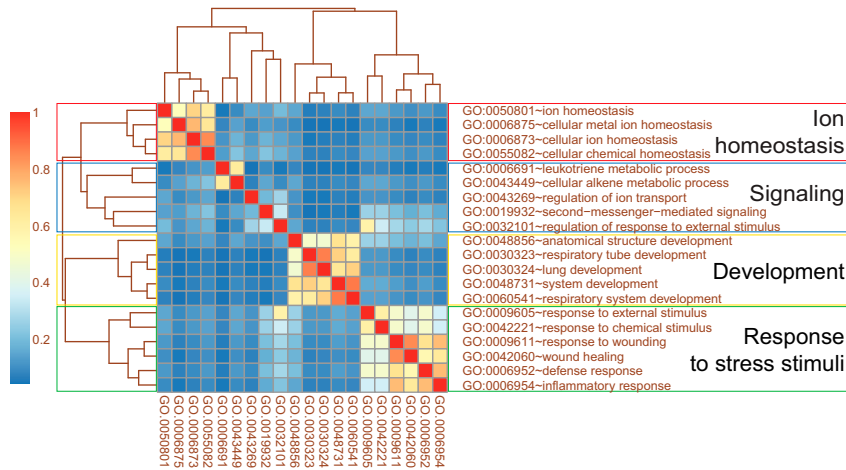 1
0.8
0.6
0.4
0.2
GO:0050801~ion homeostasis
GO:0006875~cellular metal ion homeostasis
GO:0006873~cellular ion homeostasis
GO:0055082~cellular chemical homeostasis
Ion
homeostasis
GO:0006691~leukotriene metabolic process
GO:0043449~cellular alkene metabolic process
GO:0043269~regulation of ion transport
GO:0019932~second−messenger−mediated signaling
GO:0032101~regulation of response to external stimulus
Signaling
GO:0048856~anatomical structure development
GO:0030323~respiratory tube development
GO:0030324~lung development
GO:0048731~system development
GO:0060541~respiratory system development
Development
GO:0009605~response to external stimulus
GO:0042221~response to chemical stimulus
GO:0009611~response to wounding
GO:0042060~wound healing
GO:0006952~defense response
GO:0006954~inflammatory response
Response
to stress stimuli
GO:0050801
GO:0006875
GO:0006873
GO:0055082
GO:0006691
GO:0043449
GO:0043269
GO:0019932
GO:0032101
GO:0048856
GO:0030323
GO:0030324
GO:0048731
GO:0060541
GO:0009605
GO:0042221
GO:0009611
GO:0042060
GO:0006952
GO:0006954